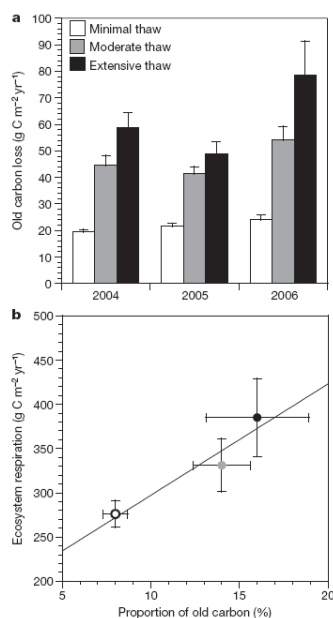 a
100
90
80
70
60
50
40
30
20
10
0
Old carbon loss (g C m⁻² yr⁻¹)
Minimal thaw
Moderate thaw
Extensive thaw
2004 2005 2006
b
500
450
400
350
300
250
200
Ecosystem respiration (g C m⁻² yr⁻¹)
5 10 15 20
Proportion of old carbon (%)